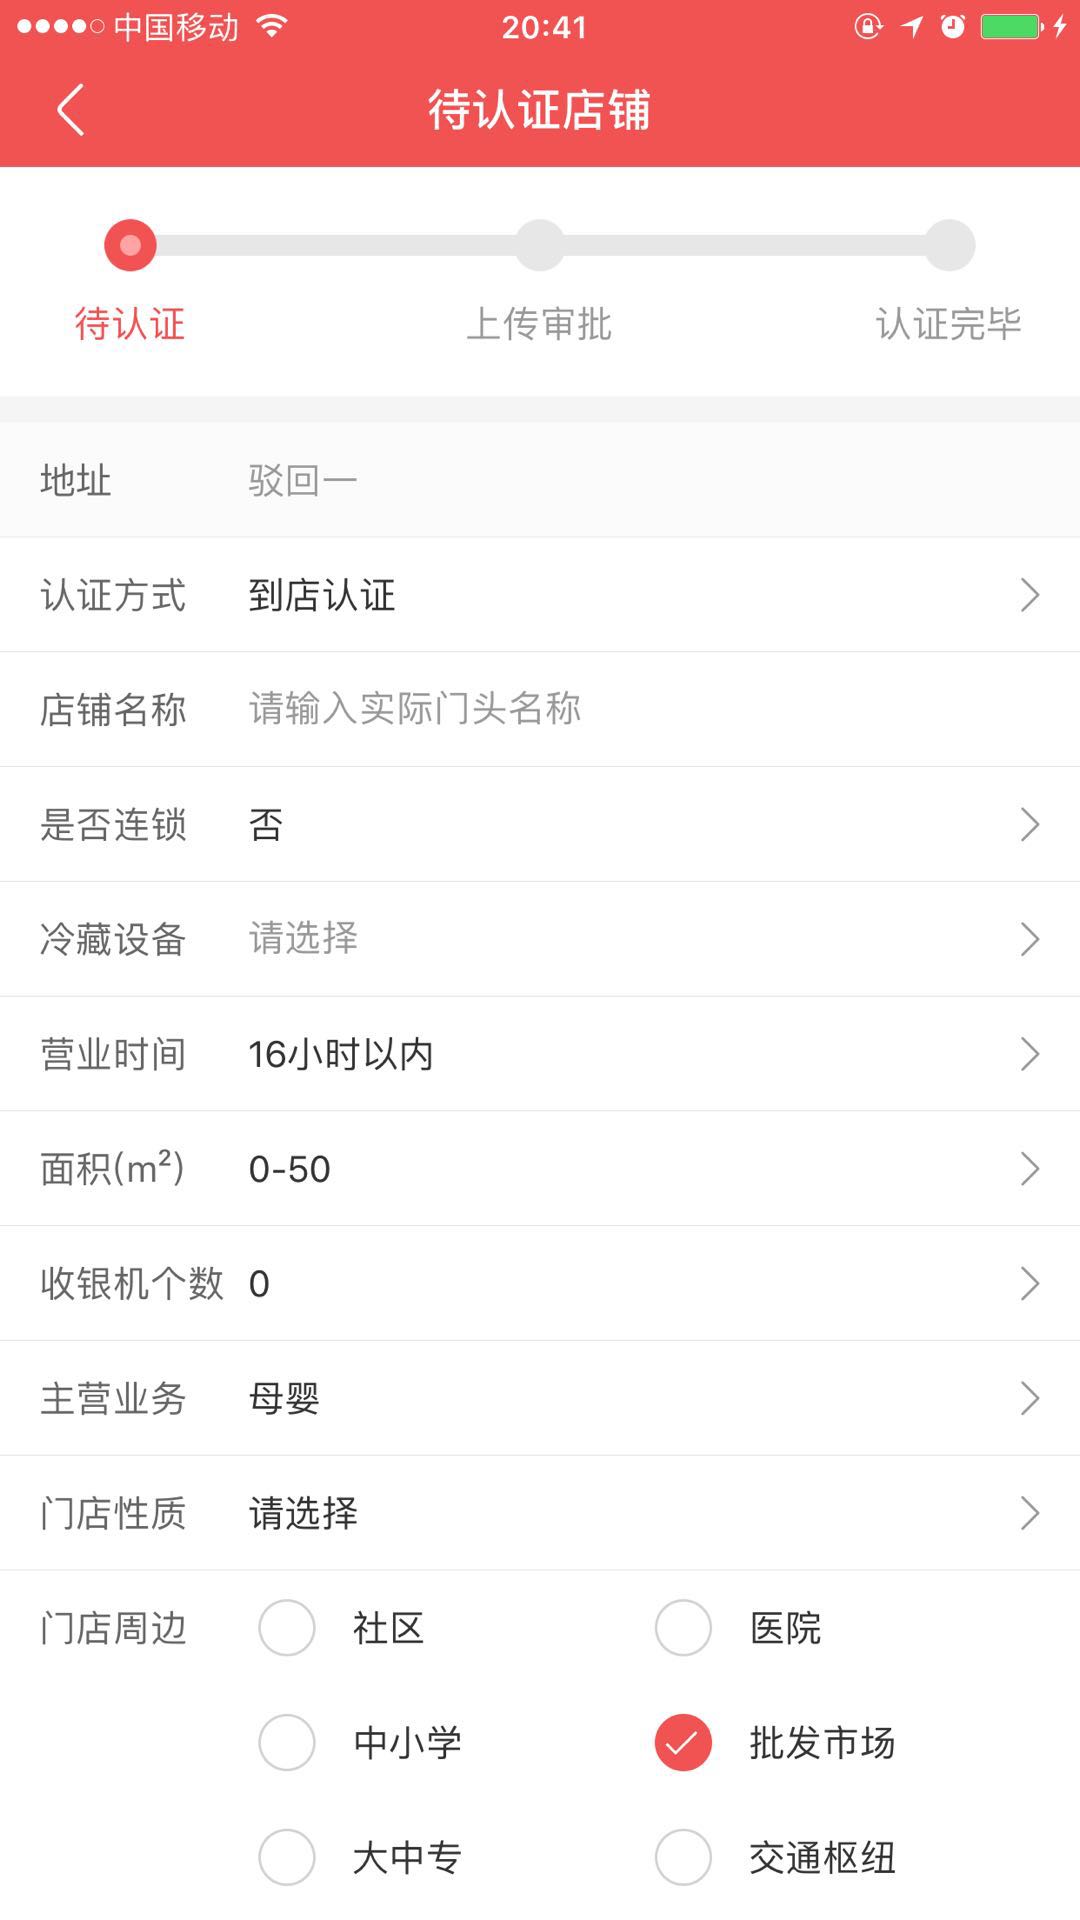 中国移动 20:41
待认证店铺
待认证 上传审批 认证完毕
地址 驳回一
认证方式 到店认证
店铺名称 请输入实际门头名称
是否连锁 否
冷藏设备 请选择
营业时间 16小时以内
面积(m²) 0-50
收银机个数 0
主营业务 母婴
门店性质 请选择
门店周边 社区 医院
中小学 批发市场
大中专 交通枢纽